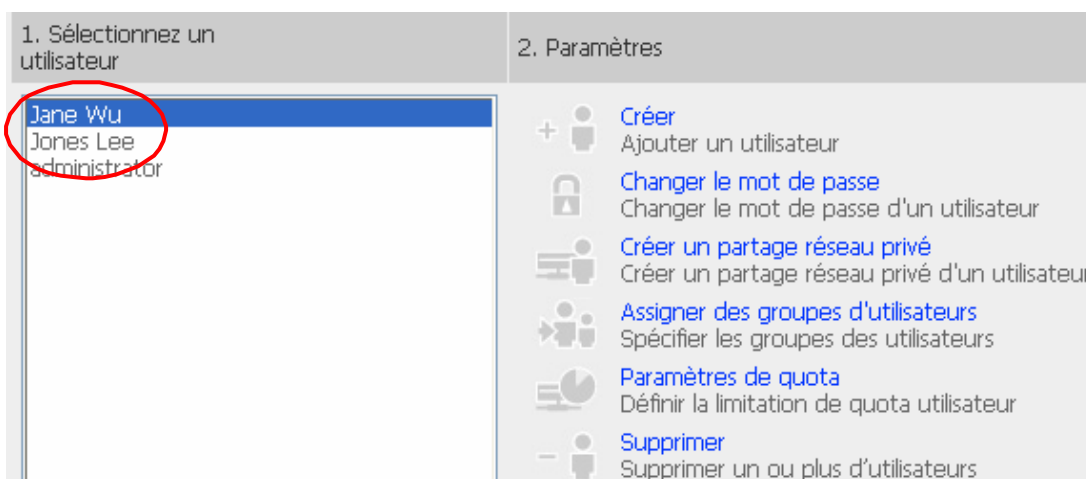 1. Sélectionnez un
utilisateur
2. Paramètres
Jane Wu
Jones Lee
administrator
Créer
Ajouter un utilisateur
Changer le mot de passe
Changer le mot de passe d'un utilisateur
Créer un partage réseau privé
Créer un partage réseau privé d'un utilisateur
Assigner des groupes d'utilisateurs
Spécifier les groupes des utilisateurs
Paramètres de quota
Définir la limitation de quota utilisateur
Supprimer
Supprimer un ou plus d’utilisateurs